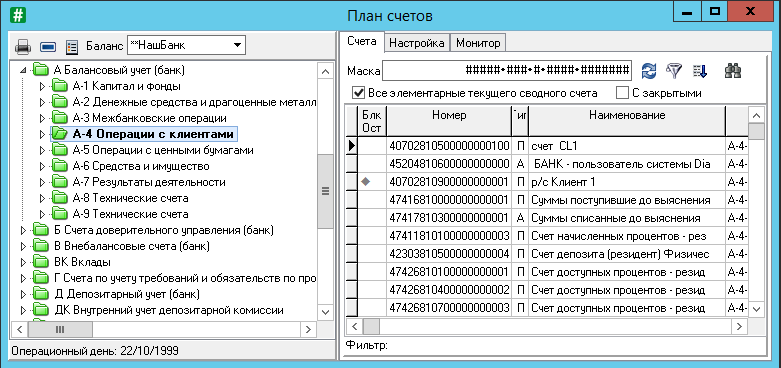 План счетов
Баланс **НашБанк
А Балансовый учет (банк)
А-1 Капитал и фонды
А-2 Денежные средства и драгоценные металл
А-3 Межбанковские операции
А-4 Операции с клиентами
А-5 Операции с ценными бумагами
А-6 Средства и имущество
А-7 Результаты деятельности
А-8 Технические счета
А-9 Технические счета
Б Счета доверительного управления (банк)
В Внебалансовые счета (банк)
ВК Вклады
Г Счета по учету требований и обязательств по про
Д Депозитарный учет (банк)
ДК Внутренний учет депозитарной комиссии
Операционный день: 22/10/1999
Счета Настройка Монитор
Маска #####*###*#*####*#######
Все элементарные текущего сводного счета С закрытыми
Блк Ост Номер Тип Наименование
40702810500000000100 П счет CL1 А-4-
45204810600000000000 А БАНК - пользователь системы Dia А-4-
40702810900000000001 П р/с Клиент 1 А-4-
47416810000000000001 П Суммы поступившие до выяснения А-4-
47417810300000000001 А Суммы списанные до выяснения А-4-
47411810100000000003 П Счет начисленных процентов - рез А-4-
42303810500000000004 П Счет депозита (резидент) Физичес А-4-
47426810100000000001 П Счет доступных процентов - резид А-4-
47426810400000000002 П Счет доступных процентов - резид А-4-
47426810700000000003 П Счет доступных процентов - резид А-4-
Фильтр: